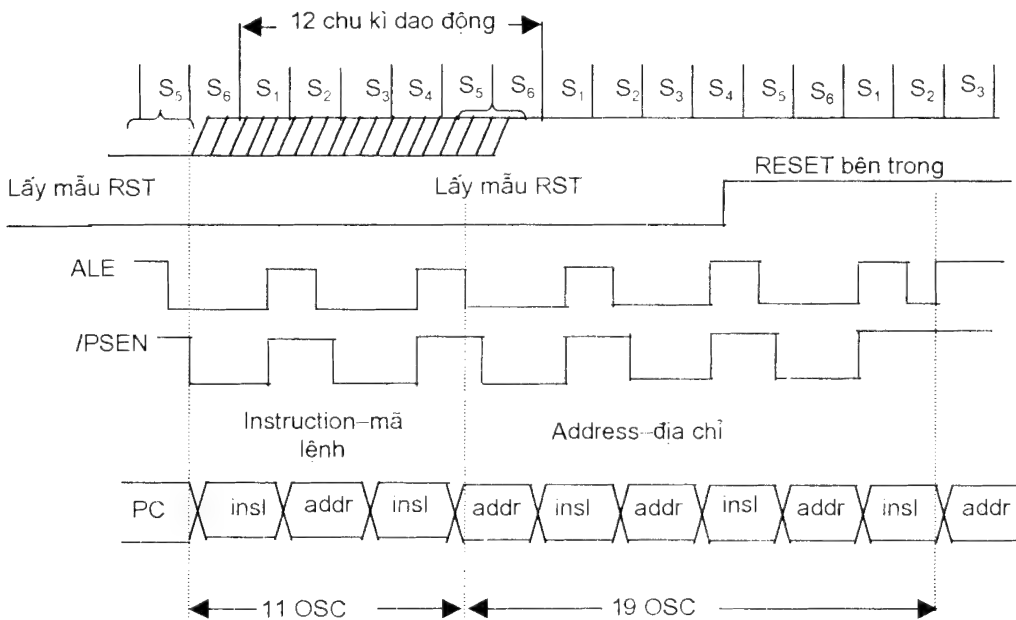 12 chu kì dao động
S5 S6 S1 S2 S3 S4 S5 S6 S1 S2 S3 S4 S5 S6 S1 S2 S3
Lấy mẫu RST Lấy mẫu RST RESET bên trong
ALE
/PSEN
Instruction–mã
lệnh
Address–địa chỉ
PC insl addr insl addr insl addr insl addr insl addr
11 OSC 19 OSC